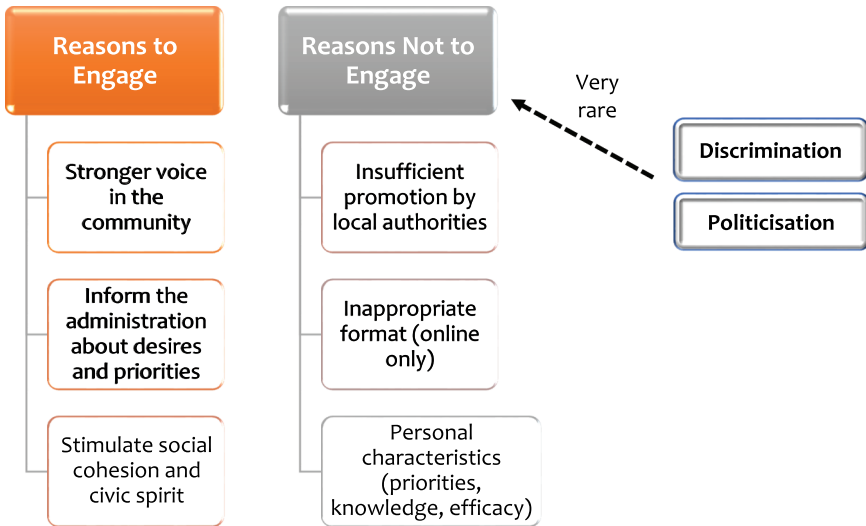 Reasons to
Engage
Stronger voice
in the
community
Inform the
administration
about desires
and priorities
Stimulate social
cohesion and
civic spirit
Reasons Not to
Engage
Insufficient
promotion by
local authorities
Inappropriate
format (online
only)
Personal
characteristics
(priorities,
knowledge, efficacy)
Very
rare
Discrimination
Politicisation